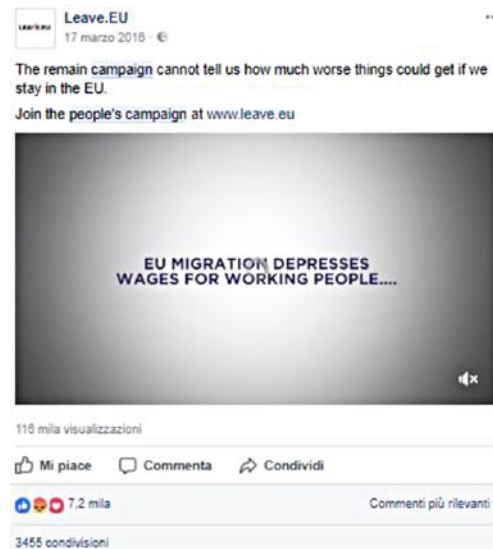 Leave.EU
17 marzo 2016 ·
The remain campaign cannot tell us how much worse things could get if we
stay in the EU.
Join the people's campaign at www.leave.eu
EU MIGRATION DEPRESSES
WAGES FOR WORKING PEOPLE....
116 mila visualizzazioni
Mi piace Commenta Condividi
7,2 mila Commenti più rilevanti
3455 condivisioni